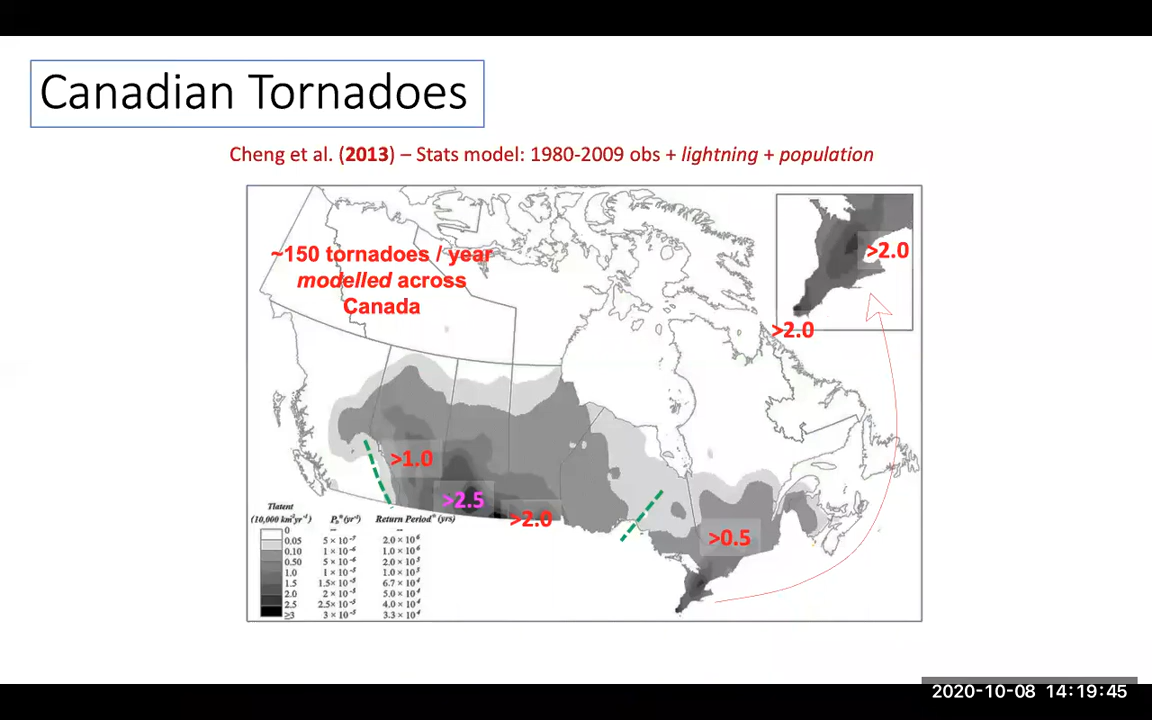 Canadian Tornadoes
Cheng et al. (2013) – Stats model: 1980-2009 obs + lightning + population
~150 tornadoes / year
modelled across
Canada
>2.0
>2.0
>1.0
>2.5
>2.0
>0.5
Tlatent
(10,000 km² yr⁻¹) Pₚ* (yr⁻¹) Return Period* (yrs)
0 -- --
0.05 5 × 10⁻⁷ 2.0 × 10⁶
0.10 1 × 10⁻⁶ 1.0 × 10⁶
0.50 5 × 10⁻⁶ 2.0 × 10⁵
1.0 1 × 10⁻⁵ 1.0 × 10⁵
1.5 1.5 × 10⁻⁵ 6.7 × 10⁴
2.0 2 × 10⁻⁵ 5.0 × 10⁴
2.5 2.5 × 10⁻⁵ 4.0 × 10⁴
≥3 3 × 10⁻⁵ 3.3 × 10⁴
2020-10-08 14:19:45